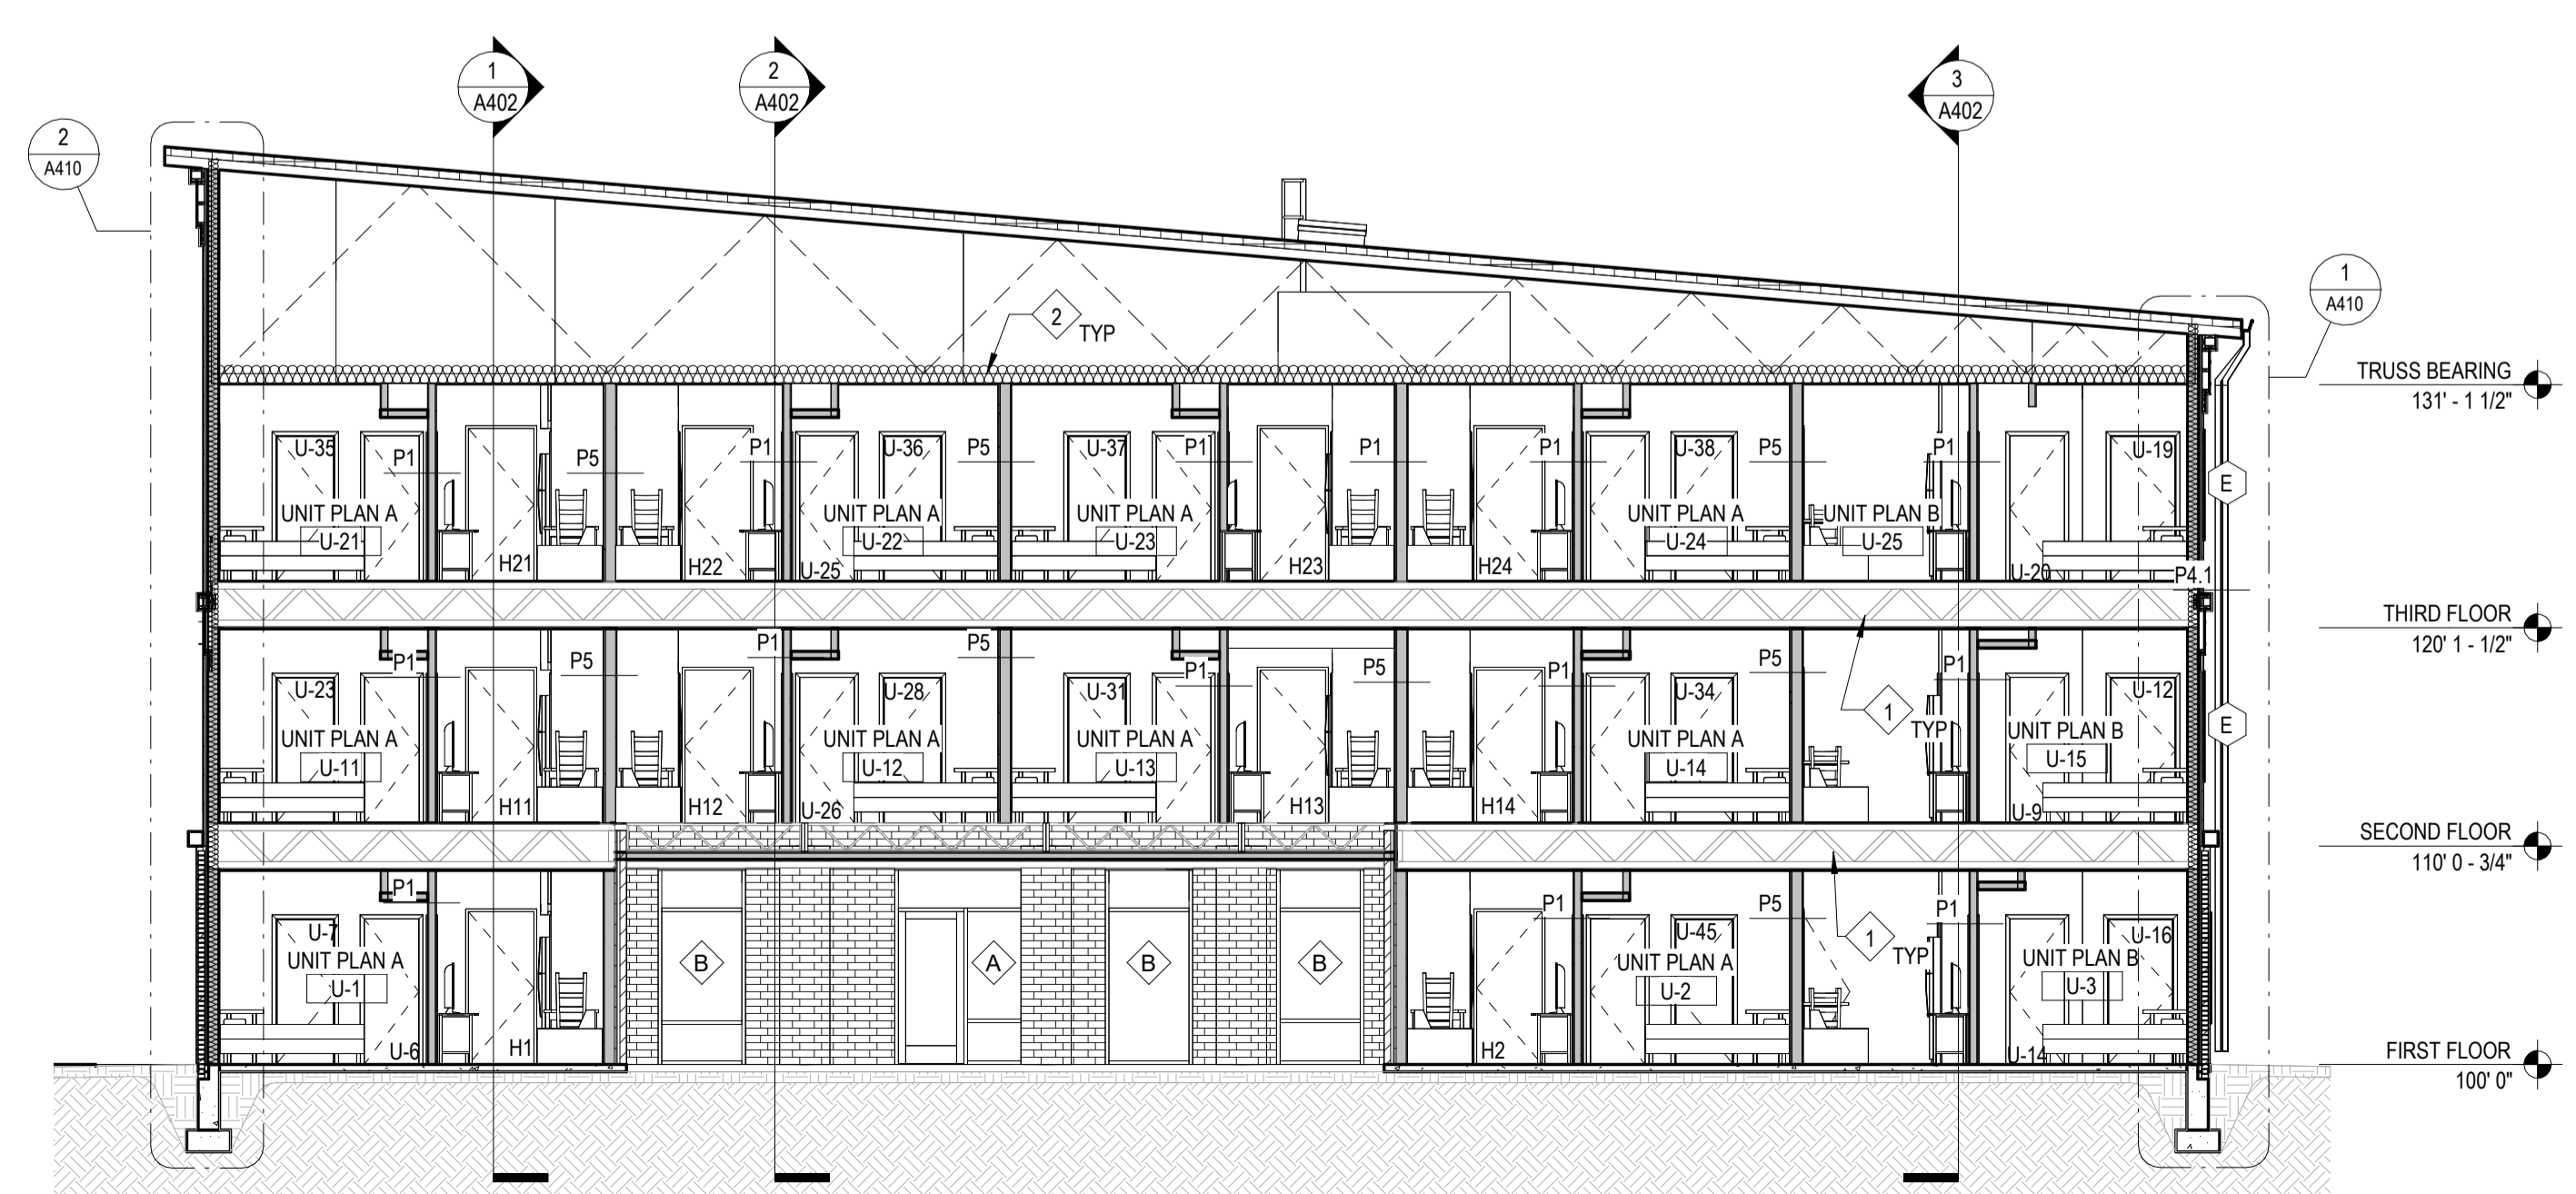 1
A402
2
A402
3
A402
2
A410
1
A410
2
TYP
TRUSS BEARING
131' - 1 1/2"
U-35
P1
P5
P1
U-36
P5
U-37
P1
P1
P1
U-38
P5
P1
U-19
E
UNIT PLAN A
U-21
UNIT PLAN A
U-22
UNIT PLAN A
U-23
UNIT PLAN A
U-24
UNIT PLAN B
U-25
H21
H22
U-25
H23
H24
U-20
P4.1
THIRD FLOOR
120' 1 - 1/2"
P1
P5
P1
P5
P1
P5
P1
P5
P1
U-23
U-28
U-31
U-34
U-12
1
TYP
E
UNIT PLAN A
U-11
UNIT PLAN A
U-12
UNIT PLAN A
U-13
UNIT PLAN A
U-14
UNIT PLAN B
U-15
H11
H12
U-26
H13
H14
U-9
SECOND FLOOR
110' 0 - 3/4"
P1
P1
P5
P1
U-7
U-45
U-16
1
TYP
UNIT PLAN A
U-1
B
A
B
B
UNIT PLAN A
U-2
UNIT PLAN B
U-3
U-6
H1
H2
U-14
FIRST FLOOR
100' 0"